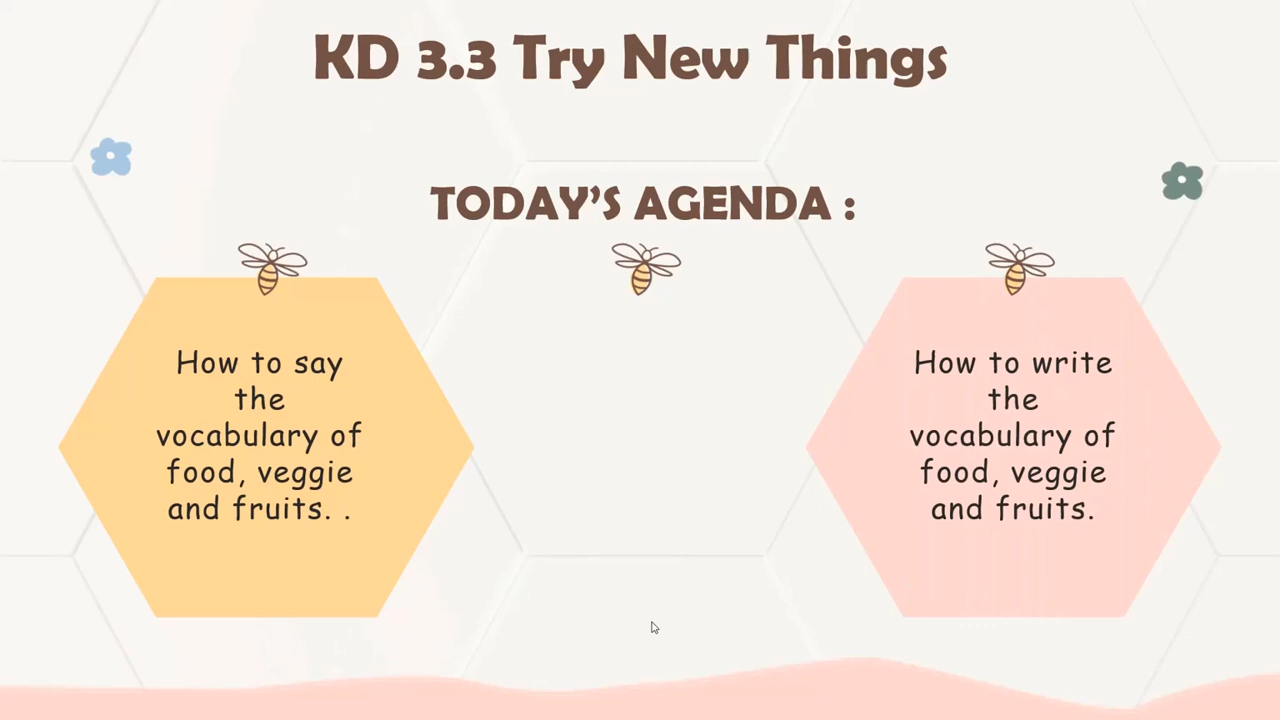 KD 3.3 Try New Things
TODAY'S AGENDA :
How to say
the
vocabulary of
food, veggie
and fruits. .
How to write
the
vocabulary of
food, veggie
and fruits.